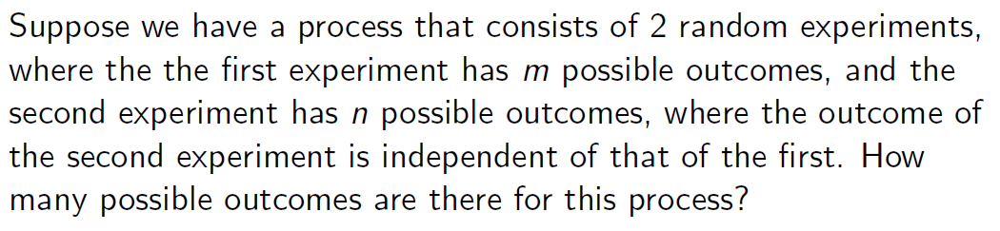 Suppose we have a process that consists of 2 random experiments,
where the the first experiment has m possible outcomes, and the
second experiment has n possible outcomes, where the outcome of
the second experiment is independent of that of the first. How
many possible outcomes are there for this process?